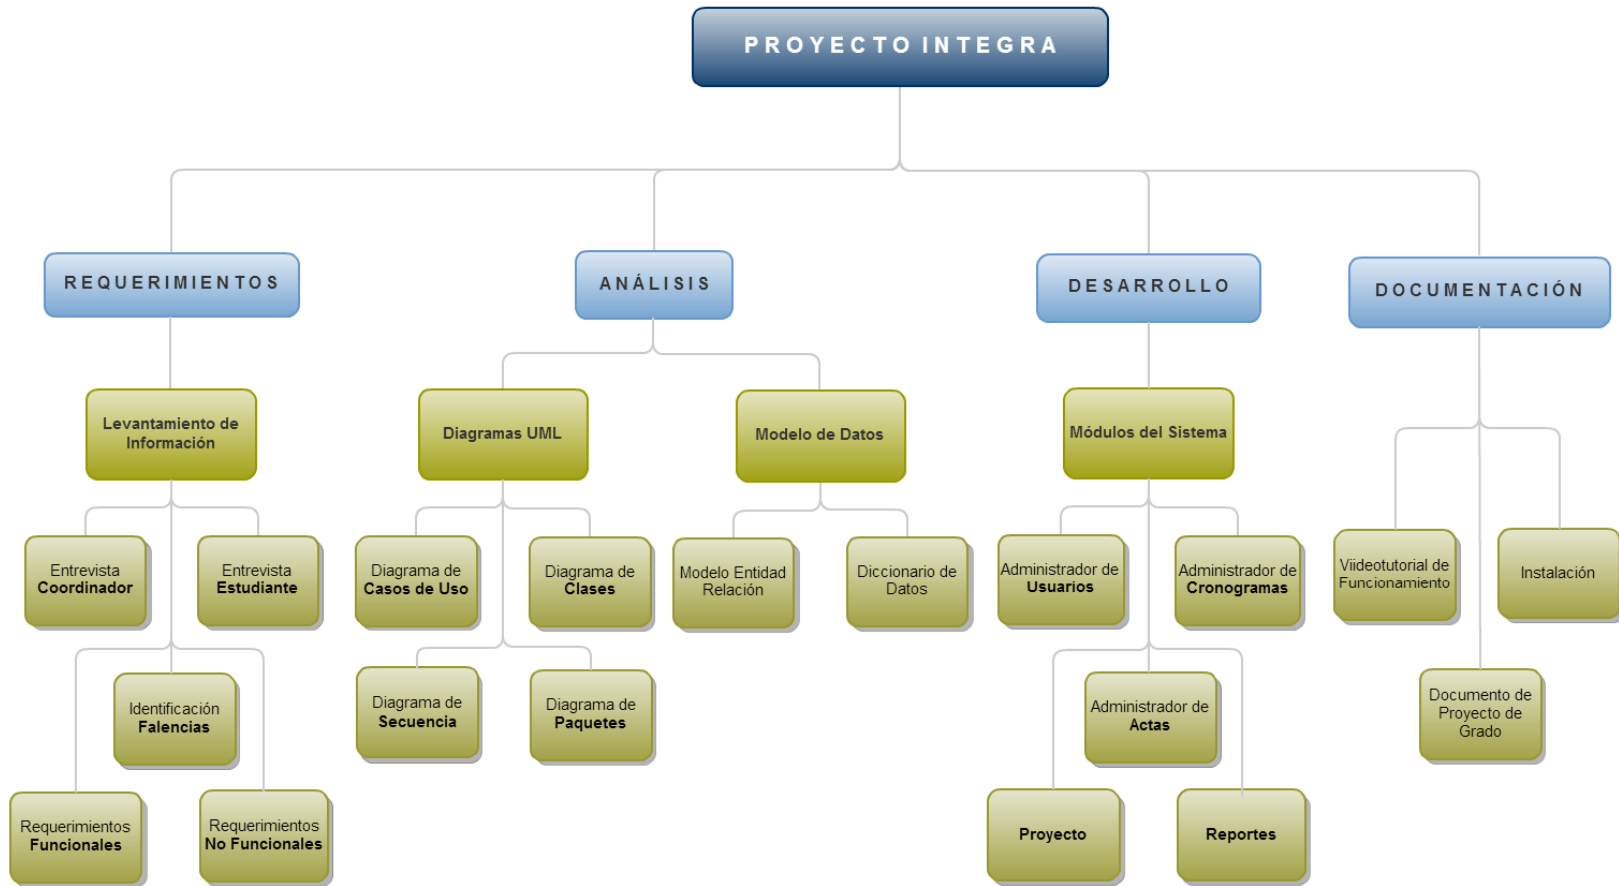 PROYECTO INTEGRA
REQUERIMIENTOS
ANÁLISIS
DESARROLLO
DOCUMENTACIÓN
Levantamiento de
Información
Diagramas UML
Modelo de Datos
Módulos del Sistema
Entrevista
Coordinador
Entrevista
Estudiante
Diagrama de
Casos de Uso
Diagrama de
Clases
Modelo Entidad
Relación
Diccionario de
Datos
Administrador de
Usuarios
Administrador de
Cronogramas
Viideotutorial de
Funcionamiento
Instalación
Identificación
Falencias
Diagrama de
Secuencia
Diagrama de
Paquetes
Administrador de
Actas
Documento de
Proyecto de
Grado
Requerimientos
Funcionales
Requerimientos
No Funcionales
Proyecto
Reportes